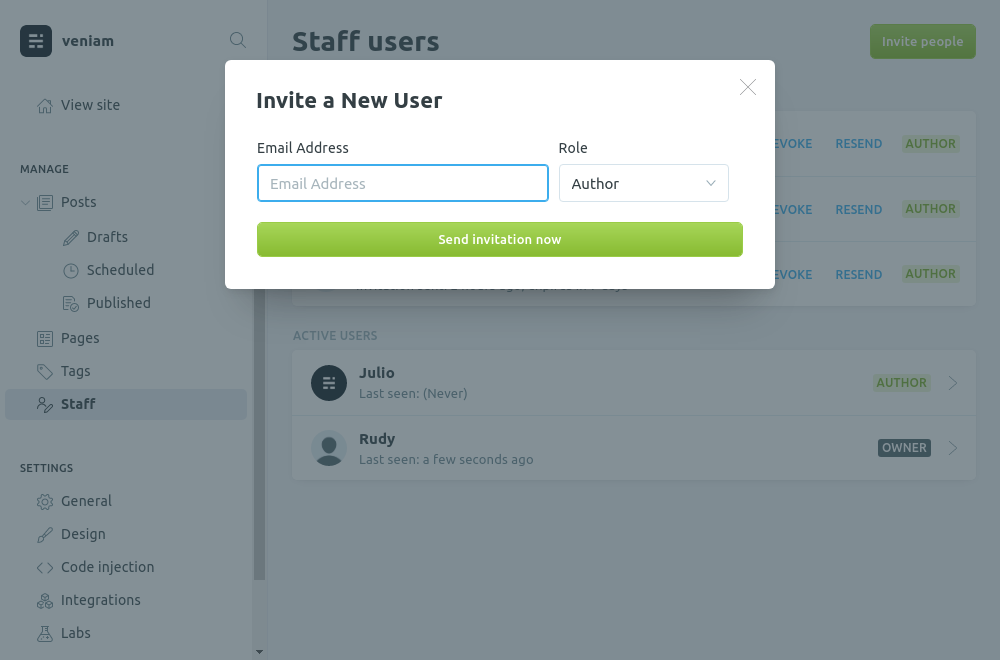 veniam
View site
MANAGE
Posts
Drafts
Scheduled
Published
Pages
Tags
Staff
SETTINGS
General
Design
Code injection
Integrations
Labs
Staff users
Invite people
Invite a New User
Email Address
Role
Email Address
Author
Send invitation now
EVOKE RESEND AUTHOR
EVOKE RESEND AUTHOR
EVOKE RESEND AUTHOR
ACTIVE USERS
Julio
Last seen: (Never)
AUTHOR
Rudy
Last seen: a few seconds ago
OWNER